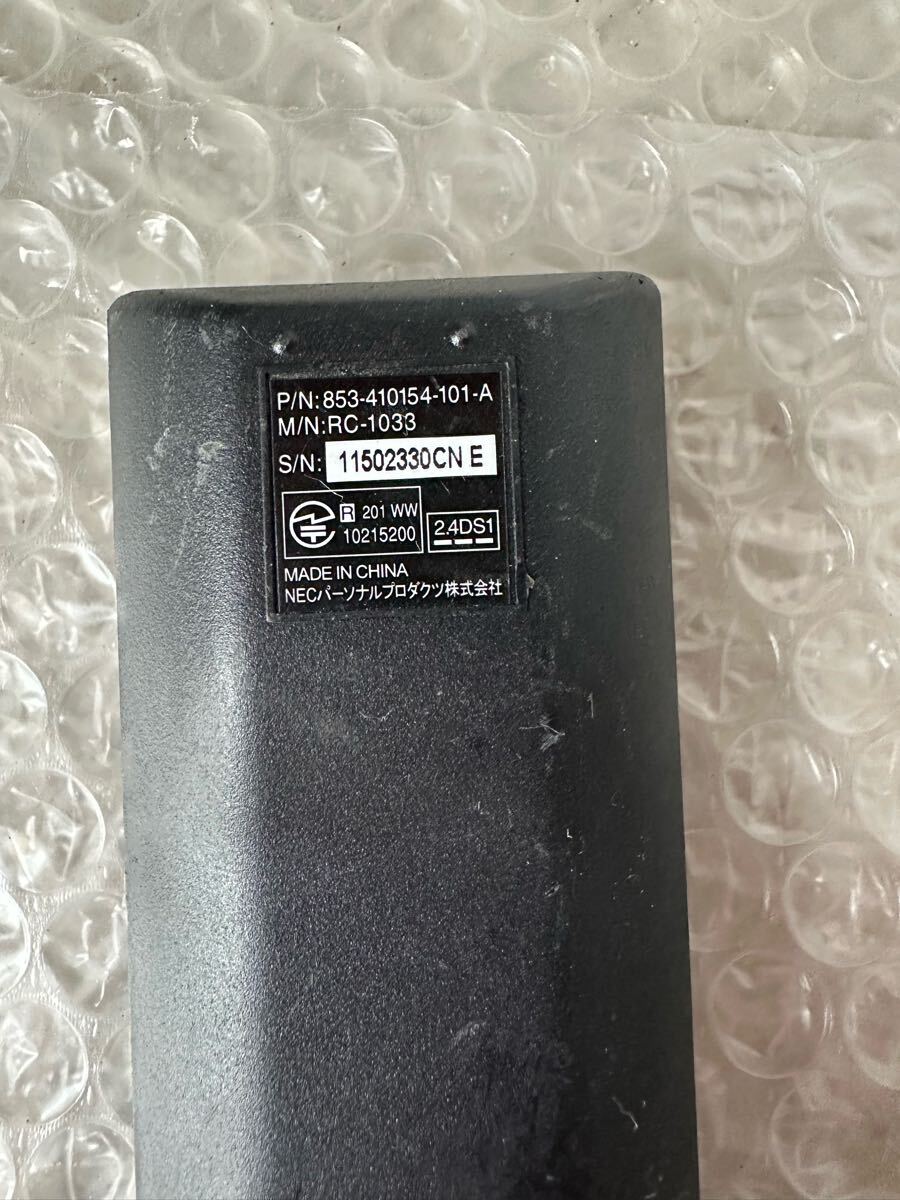 P/N: 853-410154-101-A
M/N: RC-1033
S/N: 11502330CN E
R 201 WW
10215200
2.4DS1
MADE IN CHINA
NECパーソナルプロダクツ株式会社